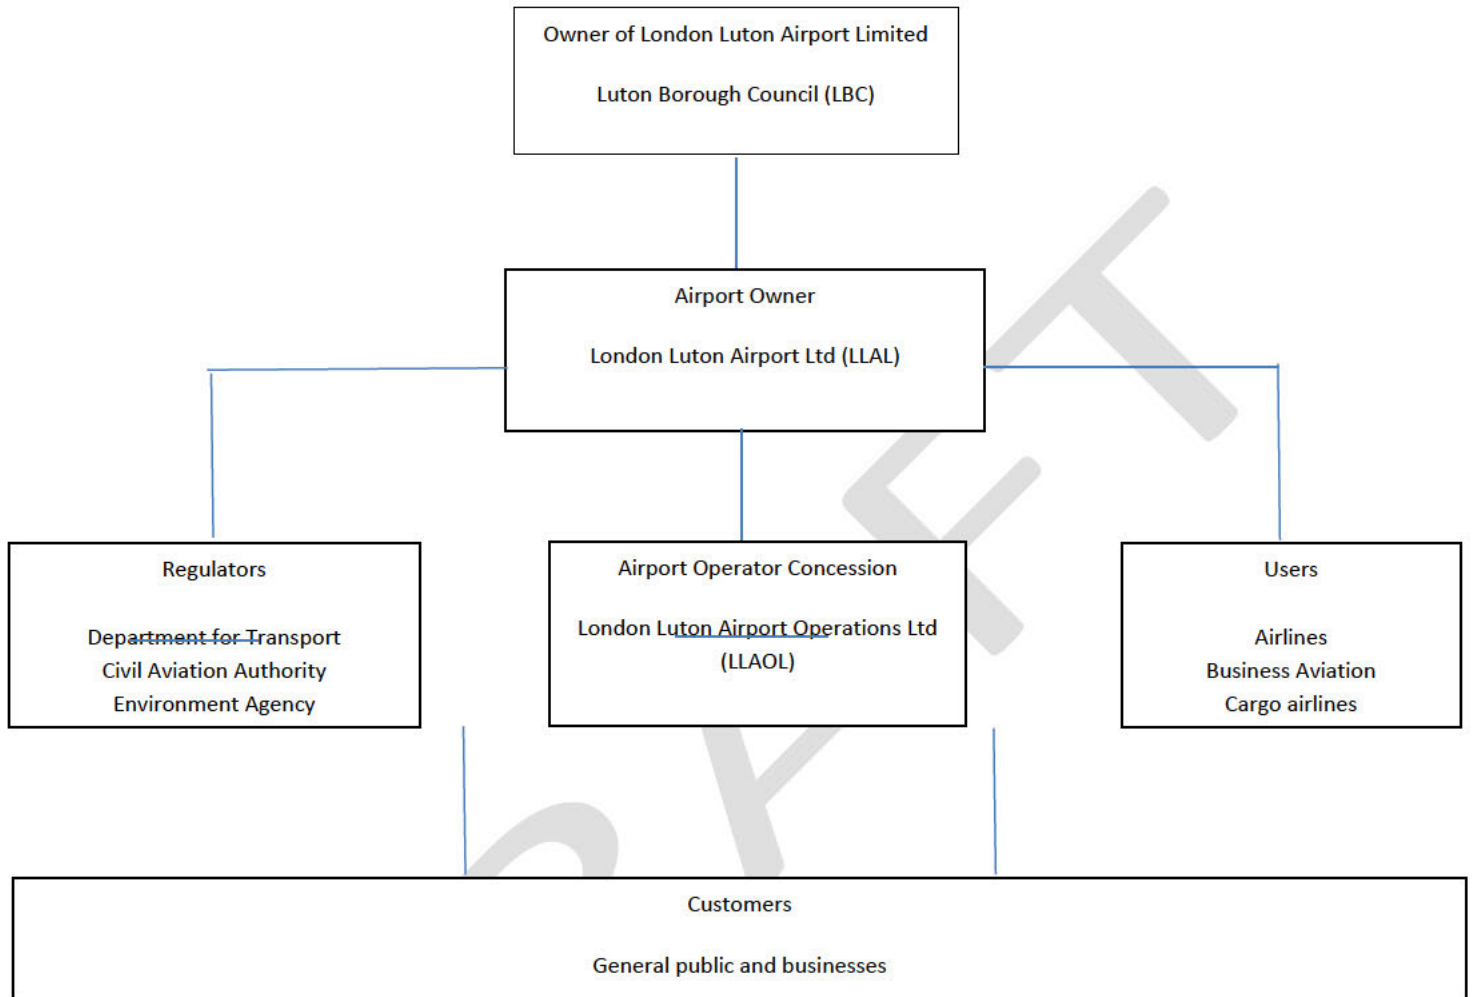 Owner of London Luton Airport Limited
Luton Borough Council (LBC)
Airport Owner
London Luton Airport Ltd (LLAL)
Regulators
Department for Transport
Civil Aviation Authority
Environment Agency
Airport Operator Concession
London Luton Airport Operations Ltd
(LLAOL)
Users
Airlines
Business Aviation
Cargo airlines
Customers
General public and businesses
DRAFT